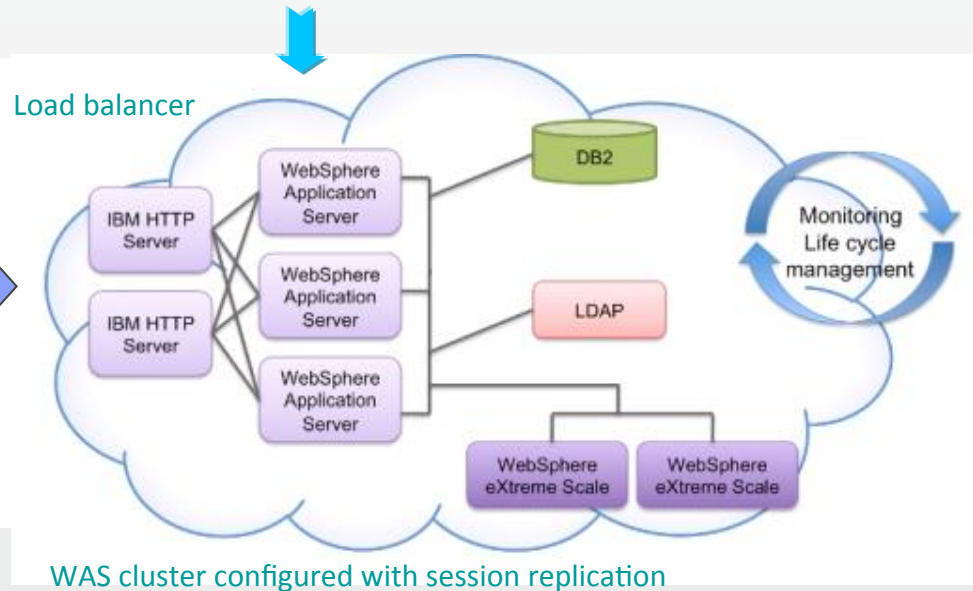 Load balancer
IBM HTTP
Server
IBM HTTP
Server
WebSphere
Application
Server
WebSphere
Application
Server
WebSphere
Application
Server
DB2
LDAP
WebSphere
eXtreme Scale
WebSphere
eXtreme Scale
Monitoring
Life cycle
management
WAS cluster configured with session replication